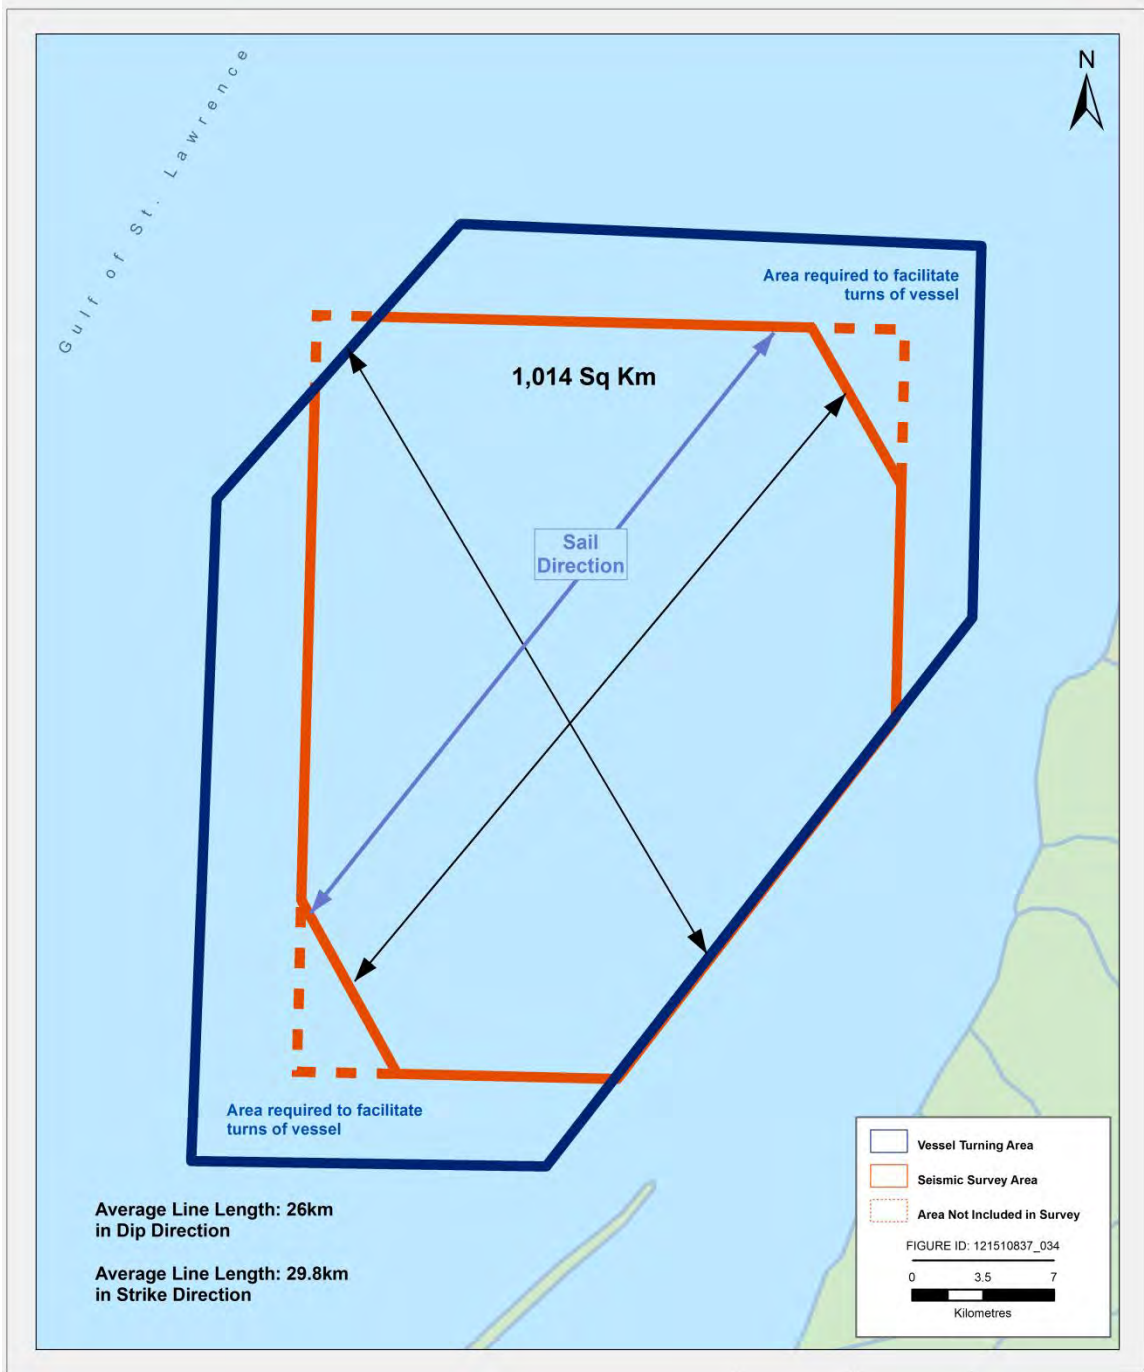 Gulf of St. Lawrence
N
Area required to facilitate
turns of vessel
1,014 Sq Km
Sail
Direction
Area required to facilitate
turns of vessel
Average Line Length: 26km
in Dip Direction
Average Line Length: 29.8km
in Strike Direction
Vessel Turning Area
Seismic Survey Area
Area Not Included in Survey
FIGURE ID: 121510837_034
0 3.5 7
Kilometres